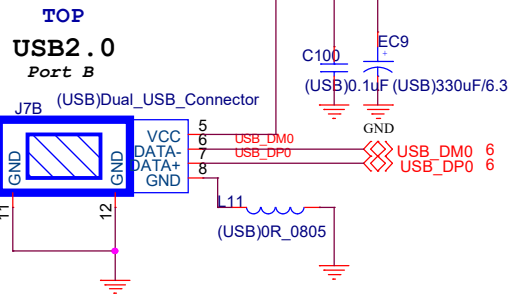 TOP
USB2.0
Port B
J7B
(USB)Dual_USB_Connector
C100
(USB)0.1uF
EC9
+
(USB)330uF/6.3
GND
VCC
DATA-
DATA+
GND
5
6
7
8
USB_DM0
USB_DP0
USB_DM0 6
USB_DP0 6
GND
GND
11
12
L11
(USB)0R_0805